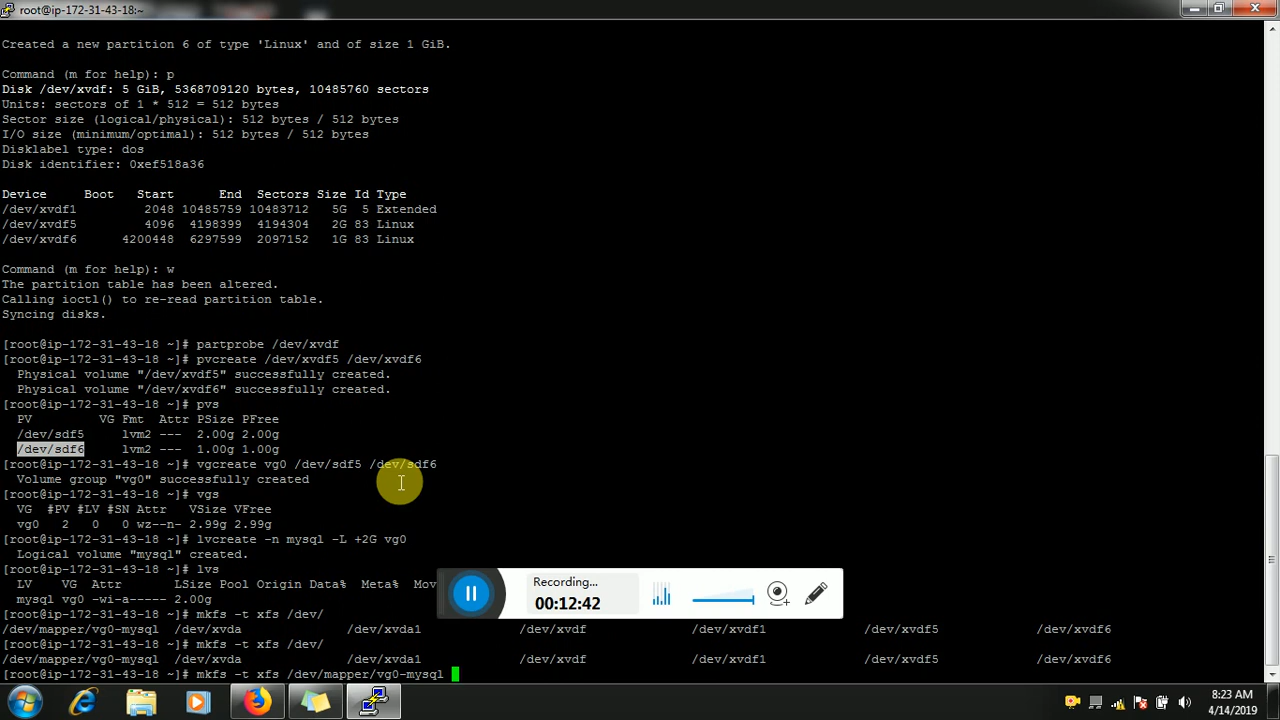 root@ip-172-31-43-18:~
Created a new partition 6 of type 'Linux' and of size 1 GiB.
Command (m for help): p
Disk /dev/xvdf: 5 GiB, 5368709120 bytes, 10485760 sectors
Units: sectors of 1 * 512 = 512 bytes
Sector size (logical/physical): 512 bytes / 512 bytes
I/O size (minimum/optimal): 512 bytes / 512 bytes
Disklabel type: dos
Disk identifier: 0xef518a36
Device     Boot   Start      End  Sectors Size Id Type
/dev/xvdf1         2048 10485759 10483712   5G  5 Extended
/dev/xvdf5         4096  4198399  4194304   2G 83 Linux
/dev/xvdf6      4200448  6297599  2097152   1G 83 Linux
Command (m for help): w
The partition table has been altered.
Calling ioctl() to re-read partition table.
Syncing disks.
[root@ip-172-31-43-18 ~]# partprobe /dev/xvdf
[root@ip-172-31-43-18 ~]# pvcreate /dev/xvdf5 /dev/xvdf6
  Physical volume "/dev/xvdf5" successfully created.
  Physical volume "/dev/xvdf6" successfully created.
[root@ip-172-31-43-18 ~]# pvs
  PV         VG Fmt  Attr PSize PFree
  /dev/sdf5     lvm2 ---  2.00g 2.00g
  /dev/sdf6     lvm2 ---  1.00g 1.00g
[root@ip-172-31-43-18 ~]# vgcreate vg0 /dev/sdf5 /dev/sdf6
  Volume group "vg0" successfully created
[root@ip-172-31-43-18 ~]# vgs
  VG  #PV #LV #SN Attr   VSize VFree
  vg0   2   0   0 wz--n- 2.99g 2.99g
[root@ip-172-31-43-18 ~]# lvcreate -n mysql -L +2G vg0
  Logical volume "mysql" created.
[root@ip-172-31-43-18 ~]# lvs
  LV    VG  Attr       LSize Pool Origin Data%  Meta%  Mov
  mysql vg0 -wi-a----- 2.00g
[root@ip-172-31-43-18 ~]# mkfs -t xfs /dev/
/dev/mapper/vg0-mysql  /dev/xvda  /dev/xvda1  /dev/xvdf  /dev/xvdf1  /dev/xvdf5  /dev/xvdf6
[root@ip-172-31-43-18 ~]# mkfs -t xfs /dev/
/dev/mapper/vg0-mysql  /dev/xvda  /dev/xvda1  /dev/xvdf  /dev/xvdf1  /dev/xvdf5  /dev/xvdf6
[root@ip-172-31-43-18 ~]# mkfs -t xfs /dev/mapper/vg0-mysql
Recording...
00:12:42
8:23 AM
4/14/2019